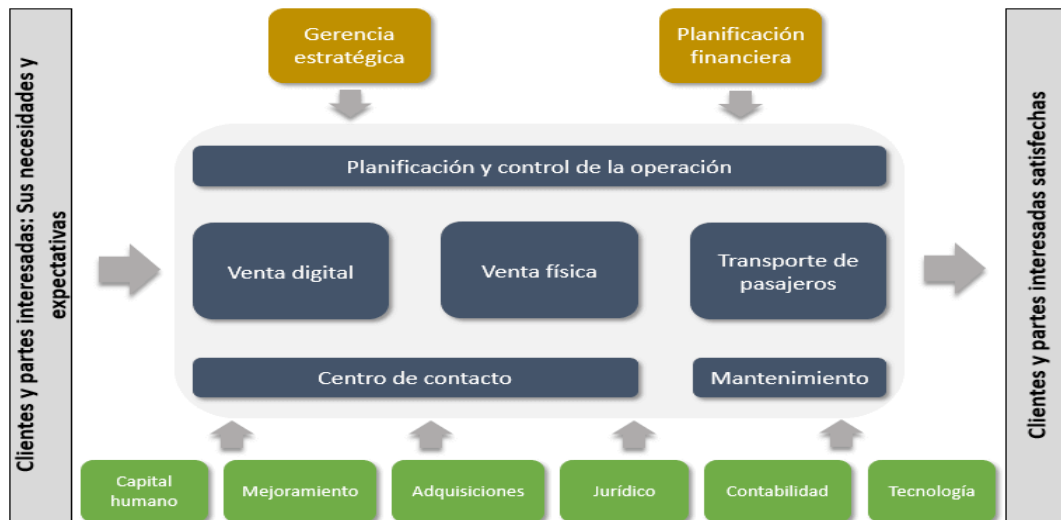 Clientes y partes interesadas: Sus necesidades y
expectativas
Gerencia
estratégica
Planificación
financiera
Planificación y control de la operación
Venta digital
Venta física
Transporte de
pasajeros
Centro de contacto
Mantenimiento
Capital
humano
Mejoramiento
Adquisiciones
Jurídico
Contabilidad
Tecnología
Clientes y partes interesadas satisfechas